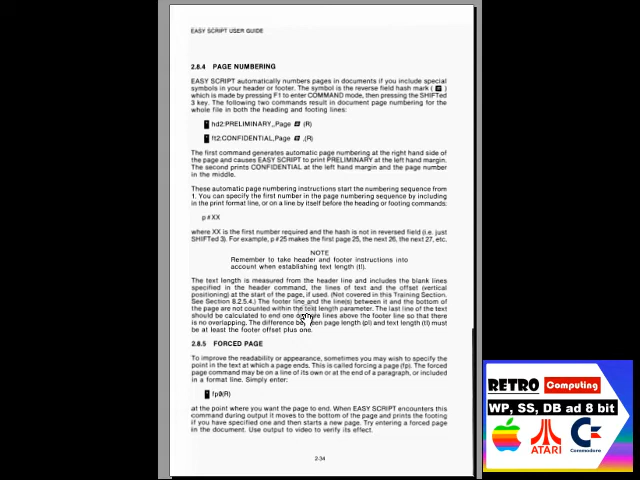 EASY SCRIPT USER GUIDE
2.8.4 PAGE NUMBERING
EASY SCRIPT automatically numbers pages in documents if you include special
symbols in your header or footer. The symbol is the reverse field hash mark ( # )
which is made by pressing F1 to enter COMMAND mode, then pressing the SHIFTed
3 key. The following two commands result in document page numbering for the
whole file in both the heading and footing lines:
* hd2:PRELIMINARY,,Page # (R)
* ft2:CONFIDENTIAL,Page # ,(R)
The first command generates automatic page numbering at the right hand margin of
the page and causes EASY SCRIPT to print PRELIMINARY at the left hand margin.
The second prints CONFIDENTIAL at the left hand margin and the page number
in the middle.
These automatic page numbering instructions start the numbering sequence from
1. You can specify the first number in the page numbering sequence by including
in the print format line, or on a line by itself before the heading or footing commands:
p#XX
where XX is the first number required and the hash is not in reversed field (i.e. just
SHIFTed 3). For example, p#25 makes the first page 25, the next 26, the next 27, etc.
NOTE
Remember to take header and footer instructions into
account when establishing text length (tl).
The text length is measured from the header line and includes the blank lines
specified in the header command, the lines of text and the offset (vertical
positioning) at the start of the page, if used. (Not covered in this Training Section.
See Section 8.2.5.4.) The footer line and the line(s) between it and the bottom of
the page are not counted within the text length parameter. The last line of the text
should be calculated to end one or more lines above the footer line so that there
is no overlapping. The difference between page length (pl) and text length (tl) must
be at least the footer offset plus one.
2.8.5 FORCED PAGE
To improve the readability or appearance, sometimes you may wish to specify the
point in the text at which a page ends. This is called forcing a page (fp). The forced
page command may be on a line of its own or at the end of a paragraph, or included
in a format line. Simply enter:
* fp0(R)
at the point where you want the page to end. When EASY SCRIPT encounters this
command during output it moves to the bottom of the page and prints the footing
if you have specified one and then starts a new page. Try entering a forced page
in the document. Use output to video to verify its effect.
2-34
RETRO Computing
WP, SS, DB ad 8 bit
Apple
ATARI
Commodore